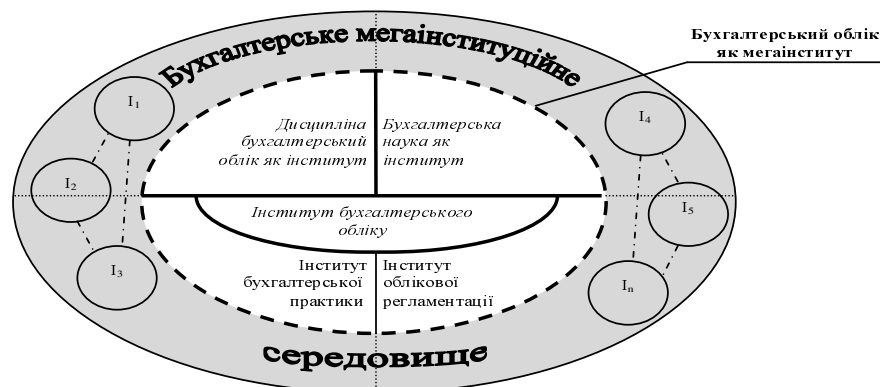 Бухгалтерське мегаінституційне
Бухгалтерський облік
як мегаінститут
I1
I2
I3
Дисципліна
бухгалтерський
облік як інститут
Бухгалтерська
наука як
інститут
I4
I5
In
Інститут бухгалтерського
обліку
Інститут
бухгалтерської
практики
Інститут
облікової
регламентації
середовище